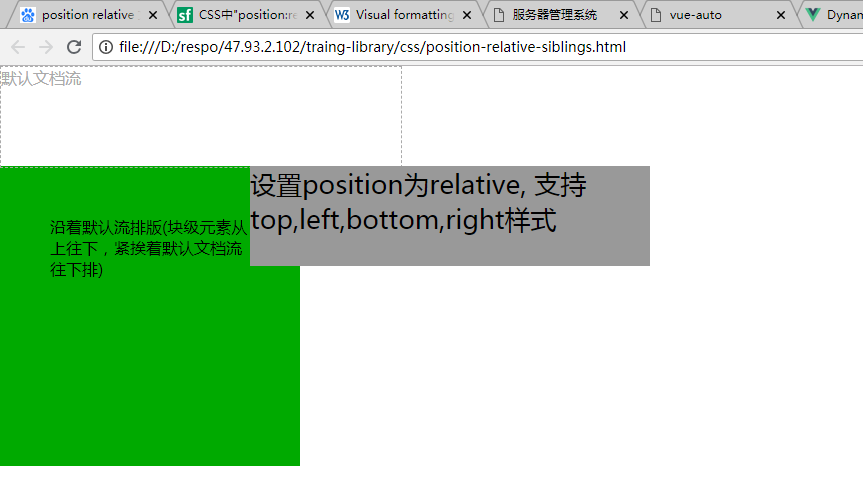 position relative
CSS中"position:re
Visual formatting
服务器管理系统
vue-auto
Dynam
file:///D:/respo/47.93.2.102/traing-library/css/position-relative-siblings.html
默认文档流
设置position为relative, 支持
top,left,bottom,right样式
沿着默认流排版(块级元素从
上往下，紧挨着默认文档流
往下排)